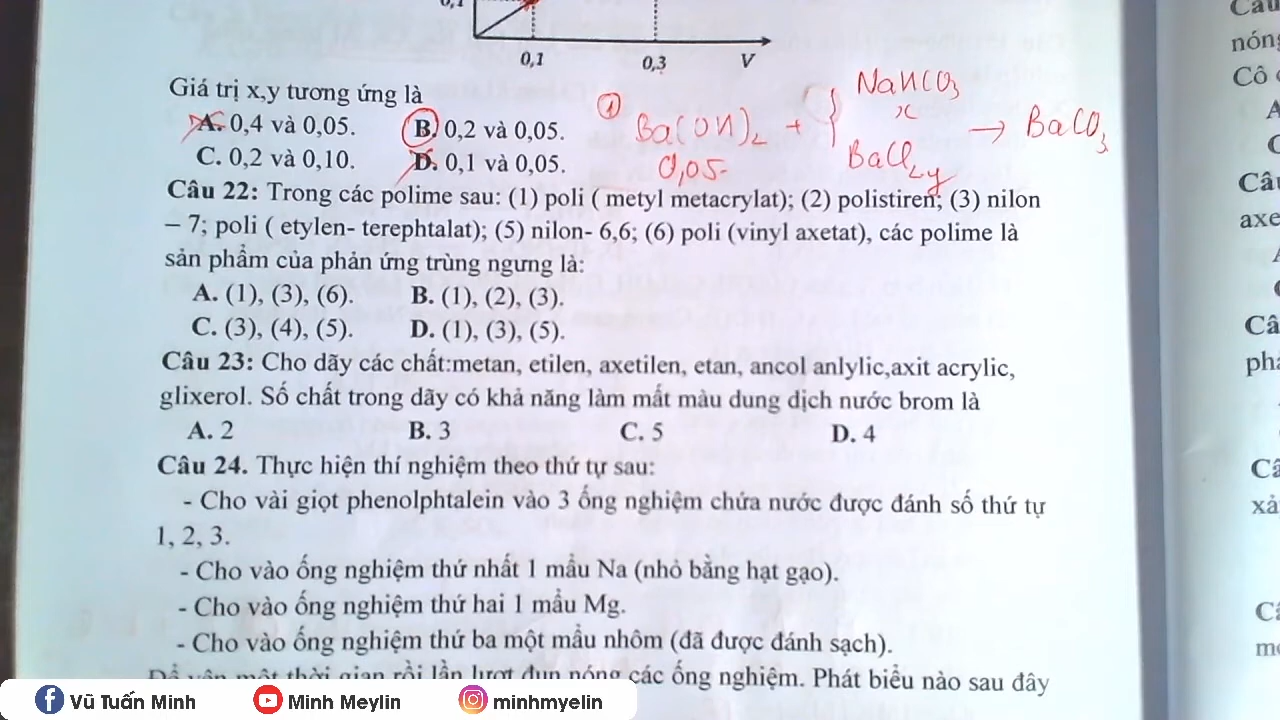 0,1
0,1 0,3 V
Giá trị x,y tương ứng là
A. 0,4 và 0,05. B. 0,2 và 0,05.
C. 0,2 và 0,10. D. 0,1 và 0,05.
① Ba(OH)2 + { NaHCO3 x BaCl2 y → BaCO3
0,05
Câu 22: Trong các polime sau: (1) poli ( metyl metacrylat); (2) polistiren; (3) nilon
– 7; poli ( etylen- terephtalat); (5) nilon- 6,6; (6) poli (vinyl axetat), các polime là
sản phẩm của phản ứng trùng ngưng là:
A. (1), (3), (6). B. (1), (2), (3).
C. (3), (4), (5). D. (1), (3), (5).
Câu 23: Cho dãy các chất:metan, etilen, axetilen, etan, ancol anlylic,axit acrylic,
glixerol. Số chất trong dãy có khả năng làm mất màu dung dịch nước brom là
A. 2 B. 3 C. 5 D. 4
Câu 24. Thực hiện thí nghiệm theo thứ tự sau:
- Cho vài giọt phenolphtalein vào 3 ống nghiệm chứa nước được đánh số thứ tự
1, 2, 3.
- Cho vào ống nghiệm thứ nhất 1 mẩu Na (nhỏ bằng hạt gạo).
- Cho vào ống nghiệm thứ hai 1 mẩu Mg.
- Cho vào ống nghiệm thứ ba một mẩu nhôm (đã được đánh sạch).
Để yên một thời gian rồi lần lượt đun nóng các ống nghiệm. Phát biểu nào sau đây
Câu
nóng
Cô
A
C
Câu
axe
Câ
phả
Câ
xả
Vũ Tuấn Minh Minh Meylin minhmyelin